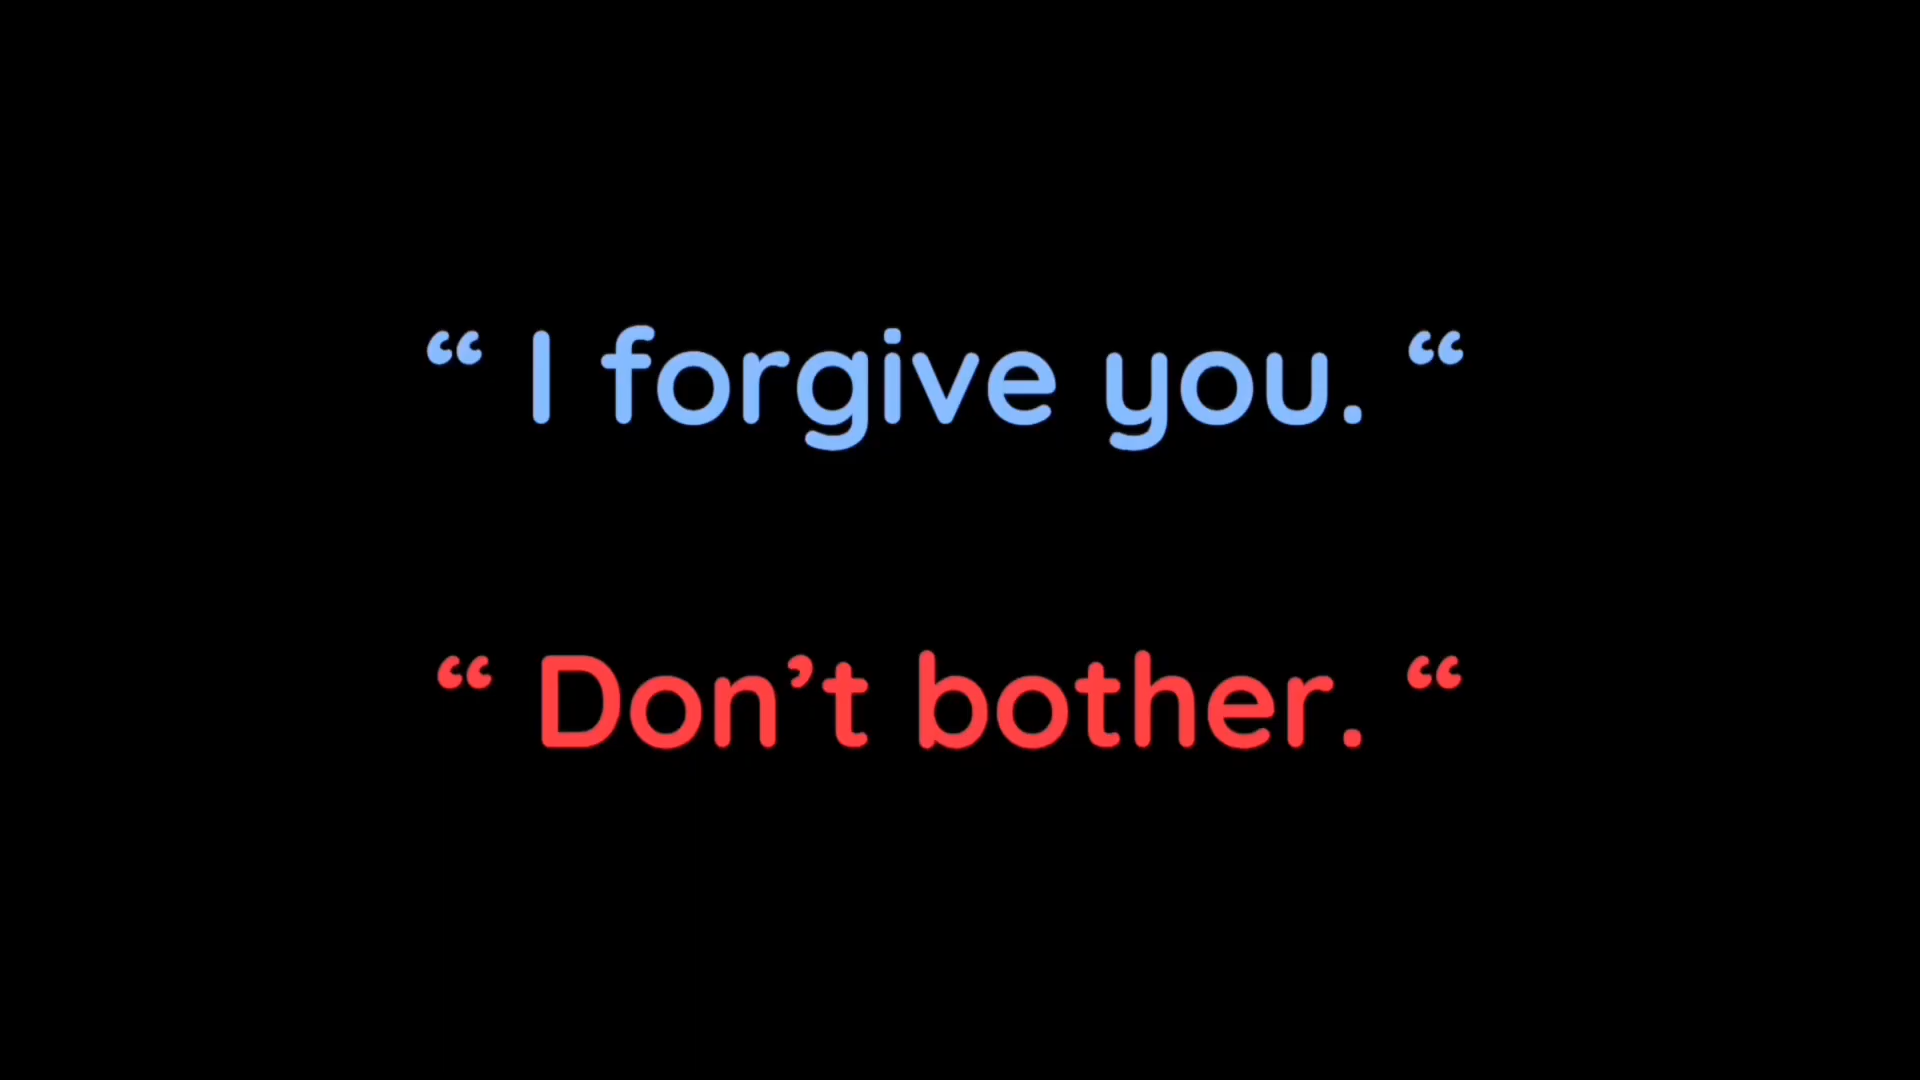 “ I forgive you. “
“ Don’t bother. “